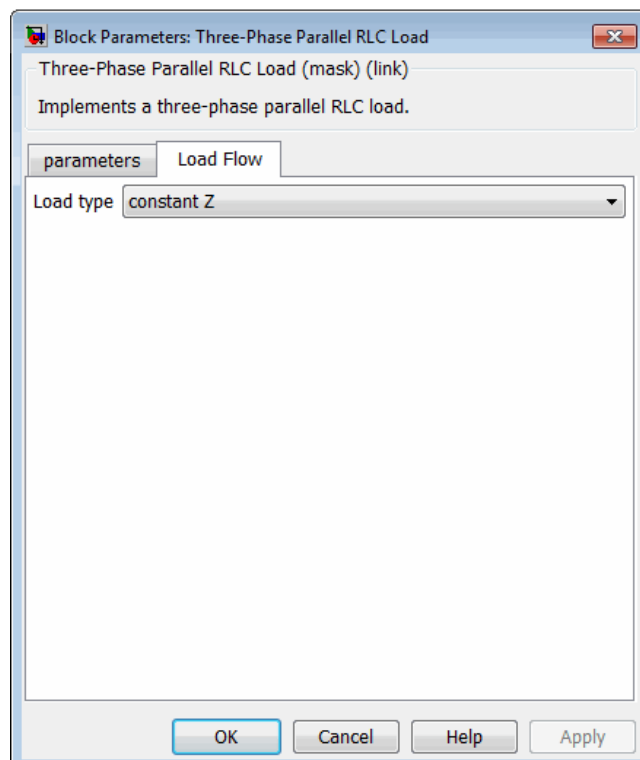 Block Parameters: Three-Phase Parallel RLC Load
Three-Phase Parallel RLC Load (mask) (link)
Implements a three-phase parallel RLC load.
parameters Load Flow
Load type constant Z
OK Cancel Help Apply